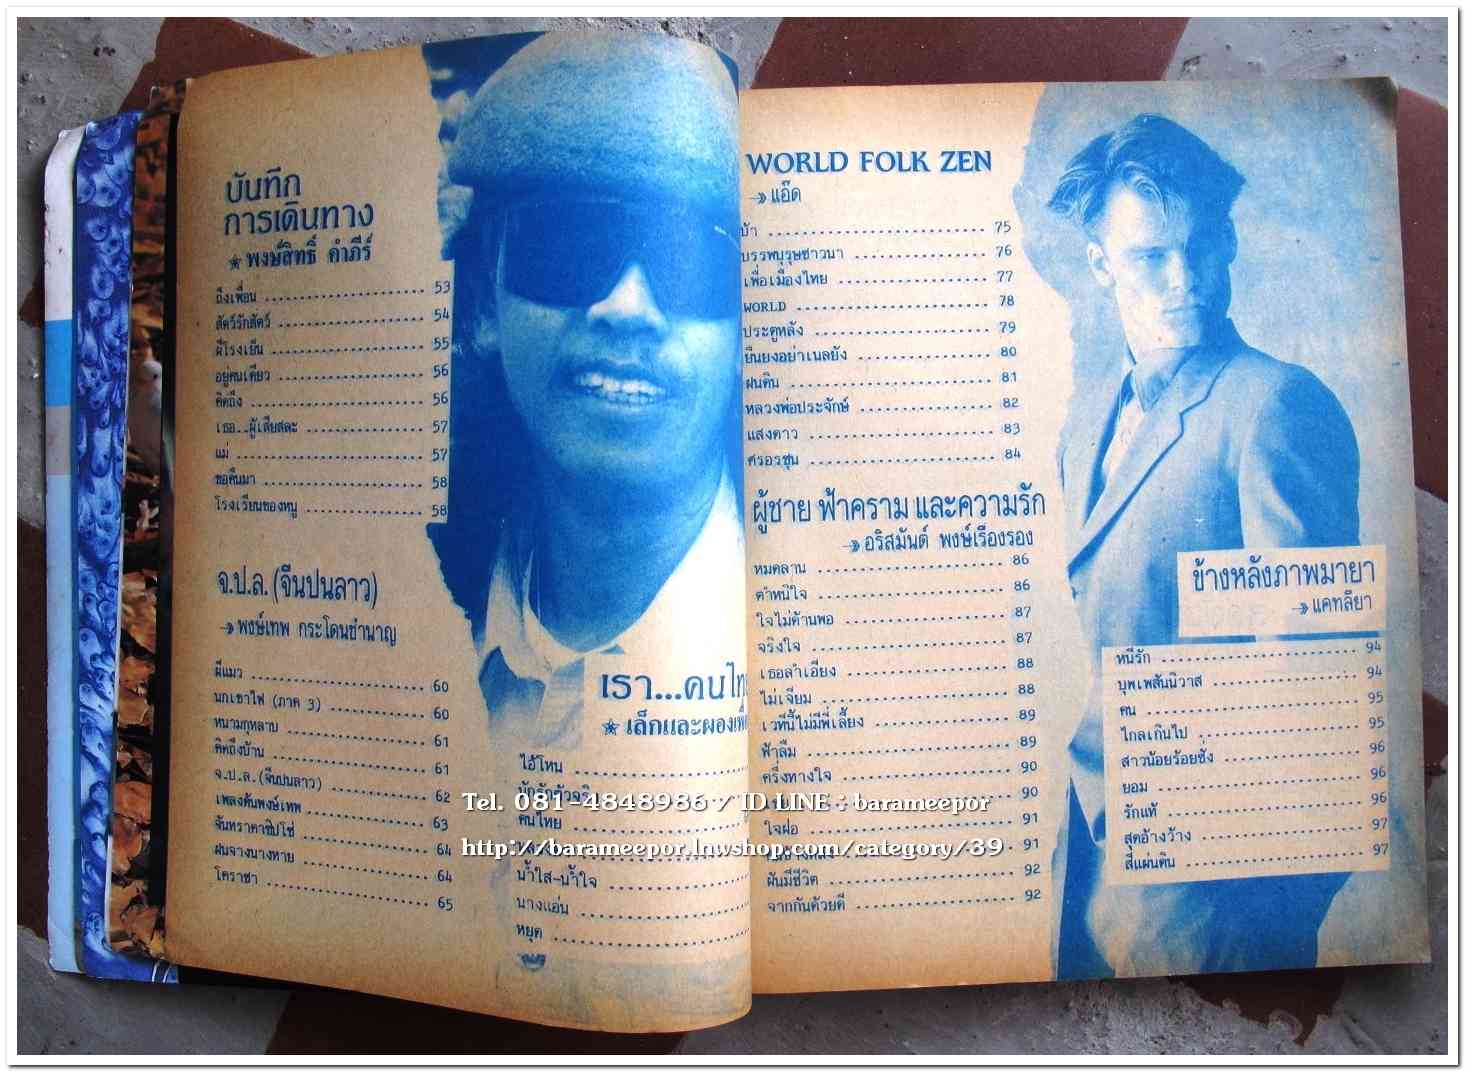 บันทึก
การเดินทาง
พงษ์สิทธิ์ คำภีร์
ถึงเพื่อน 53
สัตว์รักสัตว์ 54
ผีโรงเย็น 55
อยู่คนเดียว 56
คิดถึง 56
เธอ..ผู้เสียสละ 57
แม่ 57
ขอคืนมา 58
โรงเรียนของหนู 58
จ.ป.ล.(จีนปนลาว)
พงษ์เทพ กระโดนชำนาญ
ผีแมว 60
นกเขาไฟ (ภาค 3) 60
หนามกุหลาบ 61
คิดถึงบ้าน 61
จ.ป.ล.(จีนปนลาว) 62
เพลงคันพงษ์เทพ 63
จันทราคาซิปโซ่ 64
ฝนจางนางหาย 64
โคราชา 65
เรา...คนไท
เล็กและผองเพื่
ไอ้โหน
คนไทย
น้ำใส-น้ำใจ
นางแอ่น
หยุด
WORLD FOLK ZEN
แอ๊ด
บ้า 75
บรรพบุรุษชาวนา 76
เพื่อเมืองไทย 77
WORLD 78
ประตูหลัง 79
ยืนยงอย่าเนลยัง 80
ฝนดิน 81
หลวงพ่อประจักษ์ 82
แสงดาว 83
ศรอรชุน 84
ผู้ชาย ฟ้าคราม และความรัก
อริสมันต์ พงษ์เรืองรอง
หมดลาน 86
ตำหนิใจ 86
ใจไม่ด้านพอ 87
จริงใจ 87
เธอลำเอียง 88
ไม่เจียม 88
เวทีนี้ไม่มีพี่เลี้ยง 89
ฟ้าลืม 89
ครึ่งทางใจ 90
90
ใจฝ่อ 91
91
ผันมีชีวิต 92
จากกันด้วยดี 92
ข้างหลังภาพมายา
แคทลียา
หนีรัก 94
บุพเพสันนิวาส 94
คน 95
ไกลเกินไป 95
สาวน้อยร้อยชั่ง 96
ยอม 96
รักแท้ 96
สุดอ้างว้าง 97
สี่แผ่นดิน 97
Tel. 081-4848986 / ID LINE : barameepor
http://barameepor.lnwshop.com/category/39